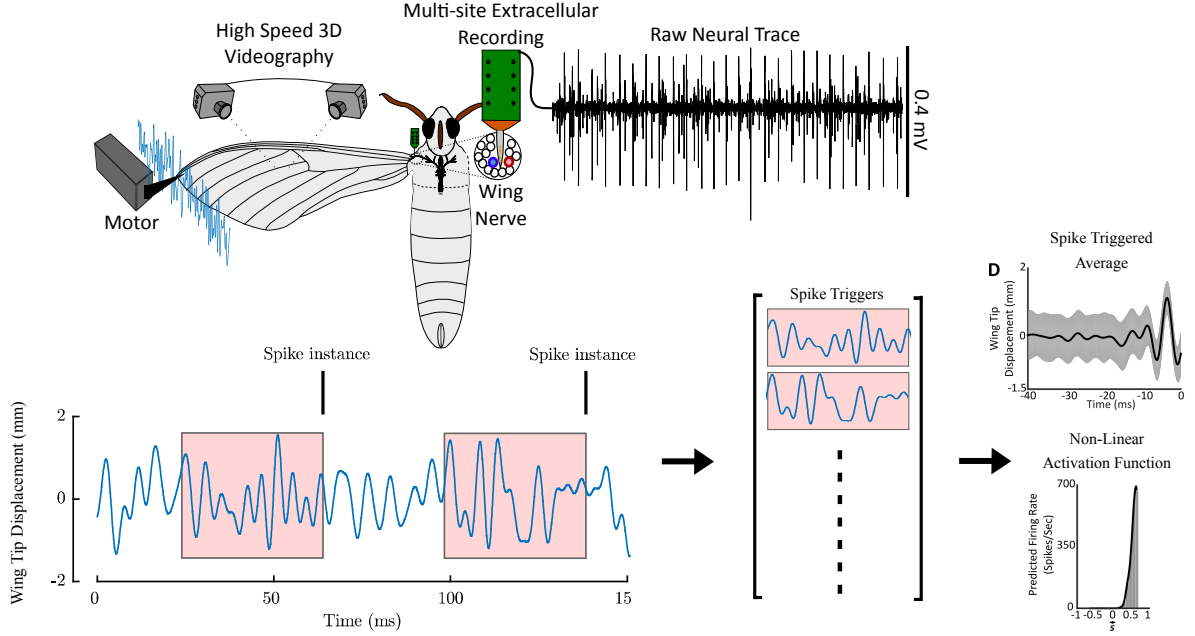 High Speed 3D
Videography
Multi-site Extracellular
Recording
Raw Neural Trace
0.4 mV
Motor
Wing
Nerve
Spike instance
Spike instance
Wing Tip Displacement (mm)
2
0
-2
0
50
100
15
Time (ms)
Spike Triggers
Spike Triggered
Average
D
Wing Tip
Displacement (mm)
2
0
-1.5
-40
-30
-20
-10
0
Time (ms)
Non-Linear
Activation Function
Predicted Firing Rate
(Spikes/Sec)
700
350
0
-1
-0.5
0
0.5
1
s